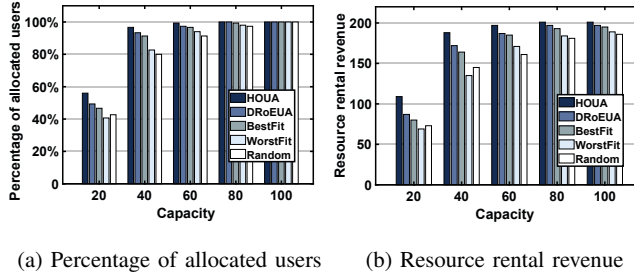 Percentage of allocated users
100%
80%
60%
40%
20%
0
20 40 60 80 100
Capacity
HOUA
DRoEUA
BestFit
WorstFit
Random
(a) Percentage of allocated users
Resource rental revenue
200
150
100
50
0
20 40 60 80 100
Capacity
HOUA
DRoEUA
BestFit
WorstFit
Random
(b) Resource rental revenue